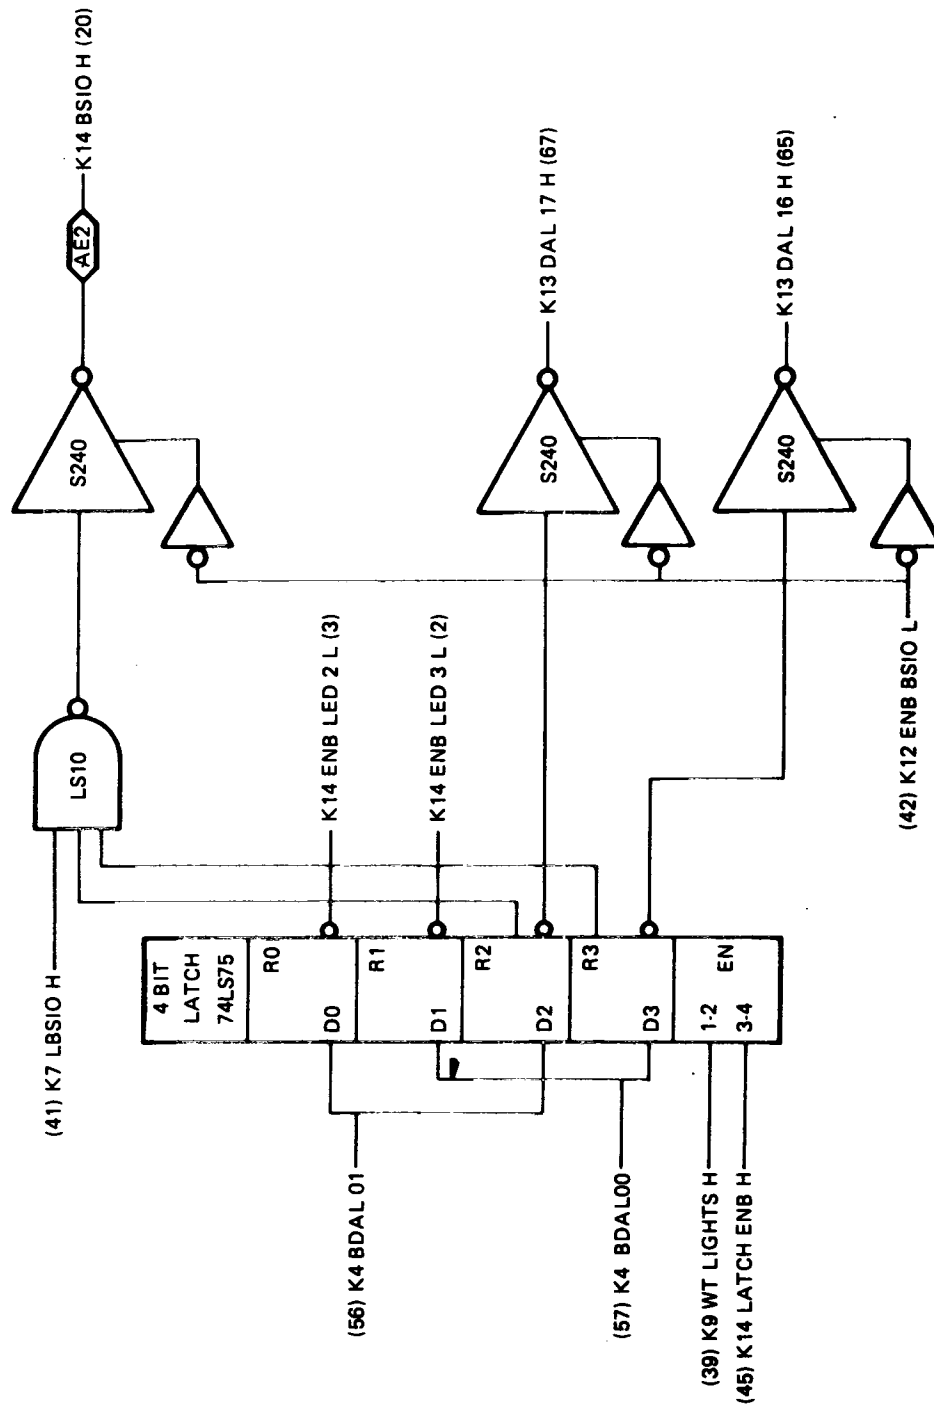 (41) K7 LBSIO H
LS10
S240
AE2
K14 BSIO H (20)
4 BIT
LATCH
74LS75
R0
D0
R1
D1
R2
D2
R3
D3
EN
1-2
3-4
K14 ENB LED 2 L (3)
K14 ENB LED 3 L (2)
(56) K4 BDAL 01
(57) K4 BDAL00
(39) K9 WT LIGHTS H
(45) K14 LATCH ENB H
S240
K13 DAL 17 H (67)
S240
K13 DAL 16 H (65)
(42) K12 ENB BSIO L